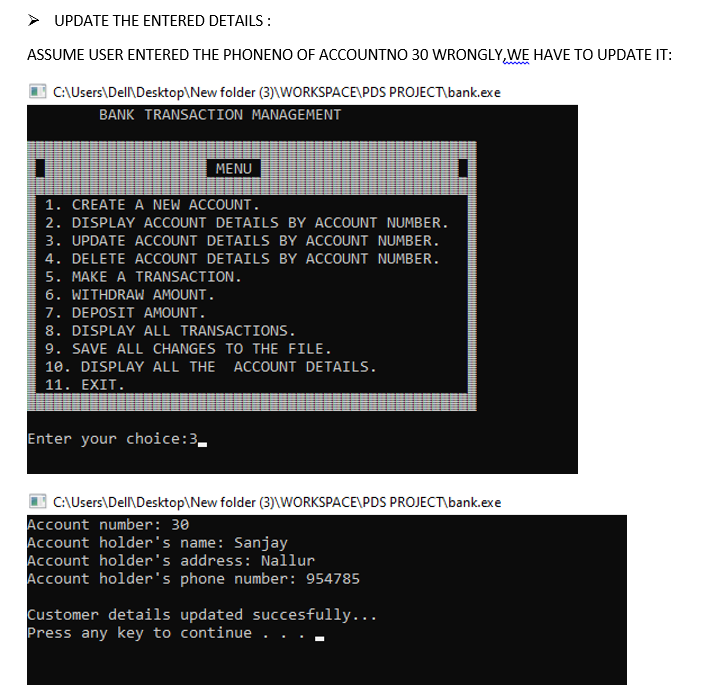 ➢ UPDATE THE ENTERED DETAILS :
ASSUME USER ENTERED THE PHONENO OF ACCOUNTNO 30 WRONGLY,WE HAVE TO UPDATE IT:
C:\Users\Dell\Desktop\New folder (3)\WORKSPACE\PDS PROJECT\bank.exe
BANK TRANSACTION MANAGEMENT
MENU
1. CREATE A NEW ACCOUNT.
2. DISPLAY ACCOUNT DETAILS BY ACCOUNT NUMBER.
3. UPDATE ACCOUNT DETAILS BY ACCOUNT NUMBER.
4. DELETE ACCOUNT DETAILS BY ACCOUNT NUMBER.
5. MAKE A TRANSACTION.
6. WITHDRAW AMOUNT.
7. DEPOSIT AMOUNT.
8. DISPLAY ALL TRANSACTIONS.
9. SAVE ALL CHANGES TO THE FILE.
10. DISPLAY ALL THE  ACCOUNT DETAILS.
11. EXIT.
Enter your choice:3
C:\Users\Dell\Desktop\New folder (3)\WORKSPACE\PDS PROJECT\bank.exe
Account number: 30
Account holder's name: Sanjay
Account holder's address: Nallur
Account holder's phone number: 954785
Customer details updated succesfully...
Press any key to continue . . .